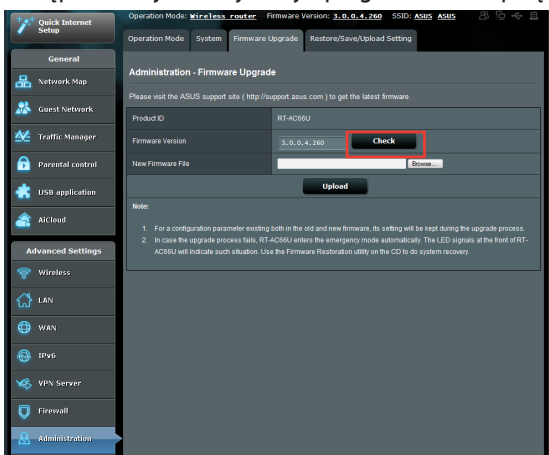 Operation Mode: Wireless router Firmware Version: 3.0.0.4.260 SSID: ASUS ASUS
Quick Internet
Setup
Operation Mode System Firmware Upgrade Restore/Save/Upload Setting
General
Network Map
Guest Network
Traffic Manager
Parental control
USB application
AiCloud
Advanced Settings
Wireless
LAN
WAN
IPv6
VPN Server
Firewall
Administration
Administration - Firmware Upgrade
Please visit the ASUS support site ( http://support.asus.com ) to get the latest firmware.
Product ID RT-AC66U
Firmware Version 3.0.0.4.260 Check
New Firmware File Browse...
Upload
Note:
1. For a configuration parameter existing both in the old and new firmware, its setting will be kept during the upgrade process.
2. In case the upgrade process fails, RT-AC66U enters the emergency mode automatically. The LED signals at the front of RT-
AC66U will indicate such situation. Use the Firmware Restoration utility on the CD to do system recovery.